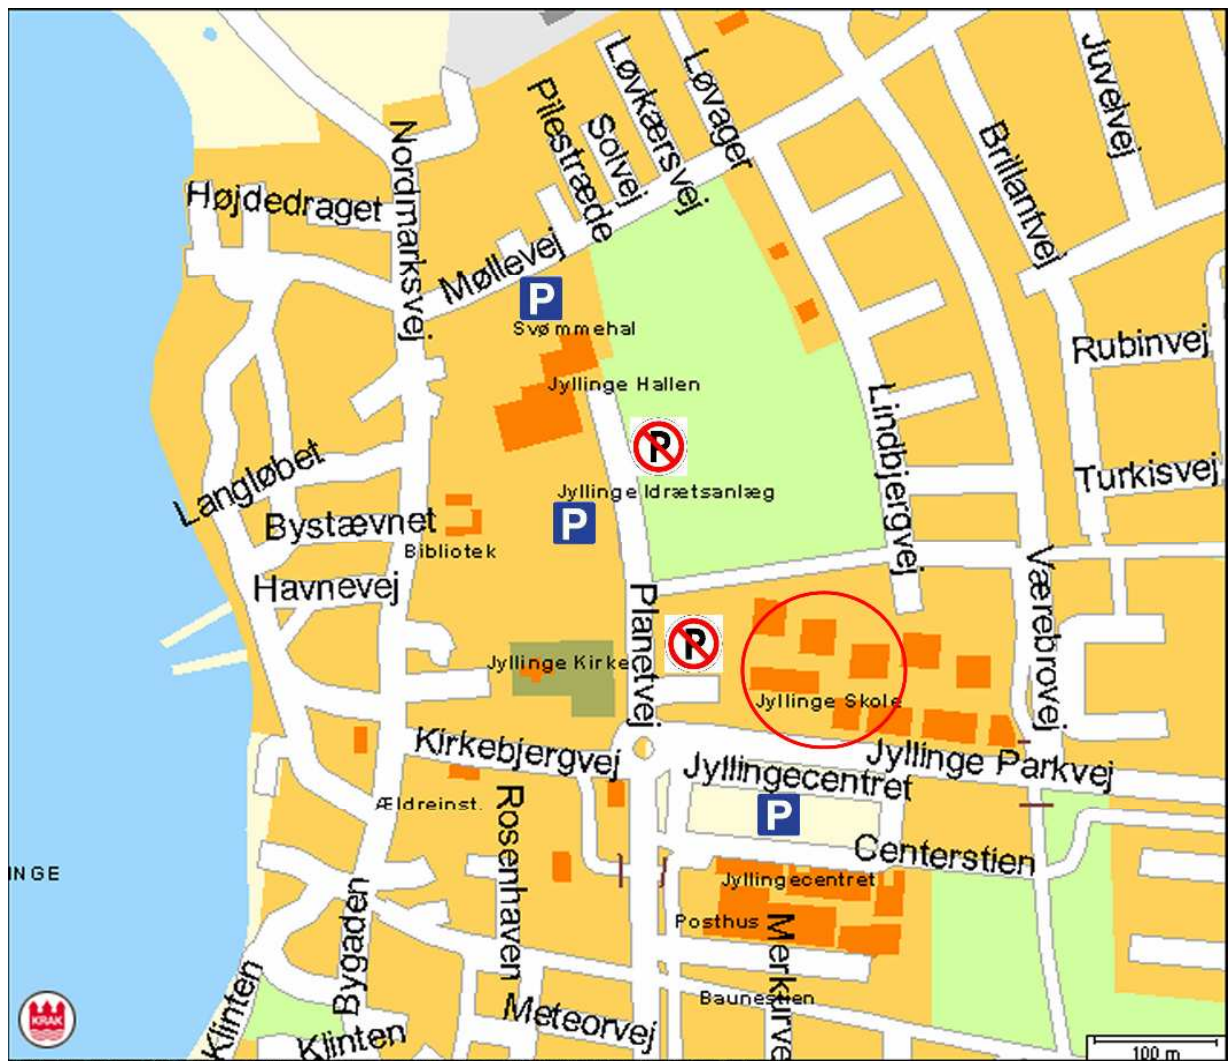 Løvkærsvej
Løvager
Juvelvej
Pilestræde
Solvej
Brillantvej
Nordmarksvej
Højdedraget
Møllevej
P
Svømmehal
Rubinvej
Jyllinge Hallen
Lindbjergvej
P
Langløbet
Turkisvej
Jyllinge Idrætsanlæg
Bystævnet
P
Bibliotek
Værebrovej
Havnevej
Planetvej
P
Jyllinge Kirke
Jyllinge Skole
Kirkebjergvej
Jyllinge Parkvej
Jyllingecentret
Ældreinst.
P
Rosenhaven
Centerstien
INGE
Jyllingecentret
Bygaden
Posthus
Merkurvej
Baunestien
Klinten
Meteorvej
Klinten
KRAK
100 m